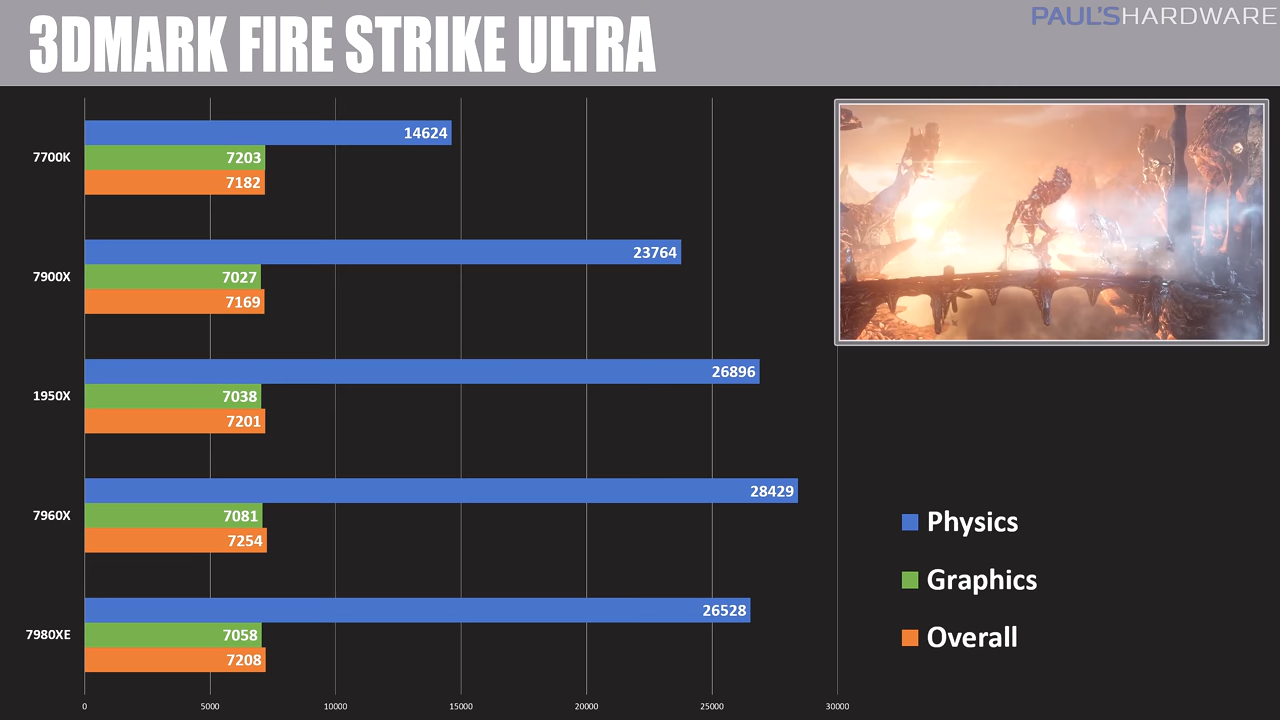 3DMARK FIRE STRIKE ULTRA
PAUL'SHARDWARE
7700K
14624
7203
7182
7900X
23764
7027
7169
1950X
26896
7038
7201
7960X
28429
7081
7254
7980XE
26528
7058
7208
Physics
Graphics
Overall
0 5000 10000 15000 20000 25000 30000